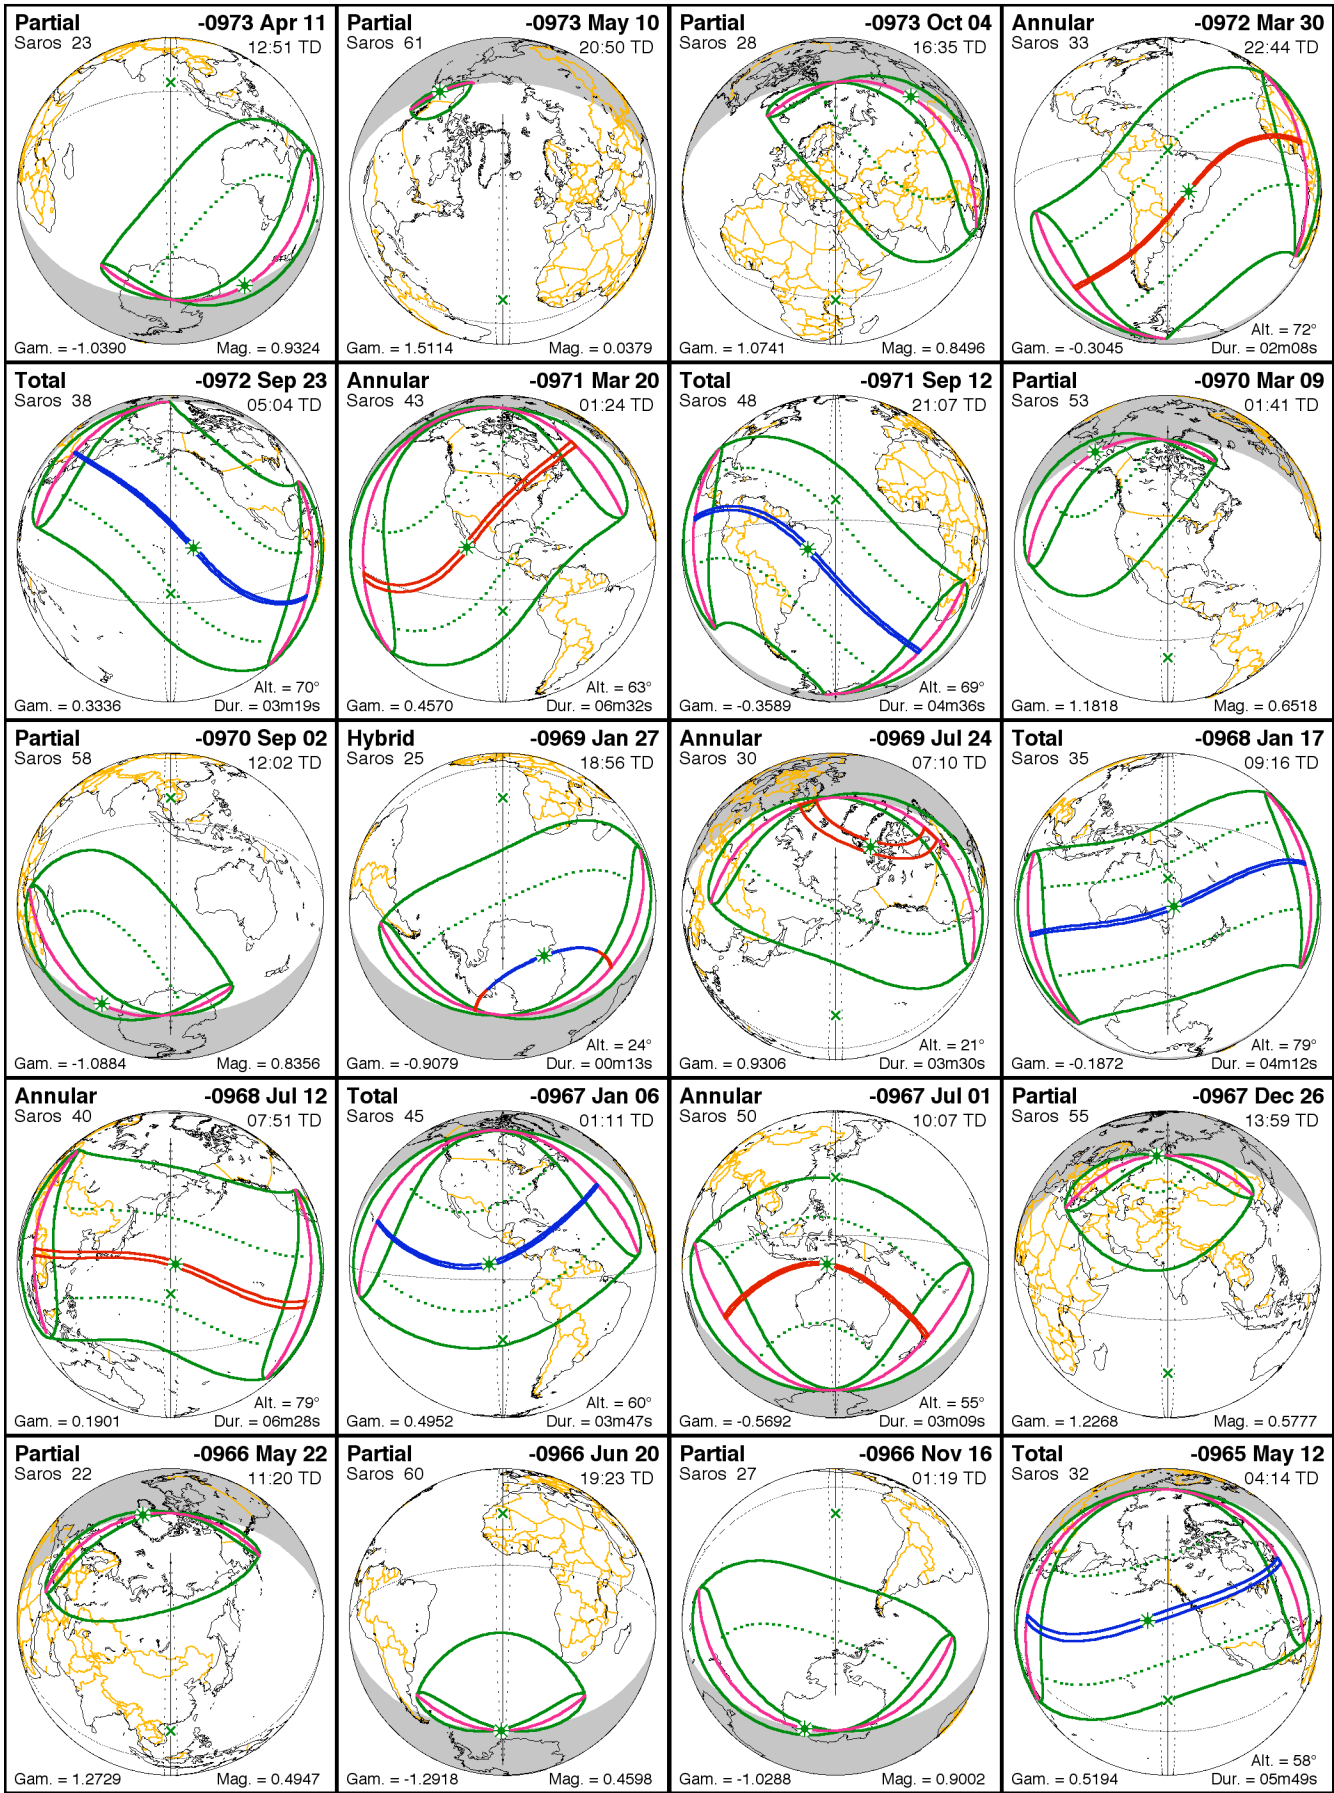 Partial -0973 Apr 11
Saros 23 12:51 TD
Gam. = -1.0390 Mag. = 0.9324
Partial -0973 May 10
Saros 61 20:50 TD
Gam. = 1.5114 Mag. = 0.0379
Partial -0973 Oct 04
Saros 28 16:35 TD
Gam. = 1.0741 Mag. = 0.8496
Annular -0972 Mar 30
Saros 33 22:44 TD
Alt. = 72°
Gam. = -0.3045 Dur. = 02m08s
Total -0972 Sep 23
Saros 38 05:04 TD
Alt. = 70°
Gam. = 0.3336 Dur. = 03m19s
Annular -0971 Mar 20
Saros 43 01:24 TD
Alt. = 63°
Gam. = 0.4570 Dur. = 06m32s
Total -0971 Sep 12
Saros 48 21:07 TD
Alt. = 69°
Gam. = -0.3589 Dur. = 04m36s
Partial -0970 Mar 09
Saros 53 01:41 TD
Gam. = 1.1818 Mag. = 0.6518
Partial -0970 Sep 02
Saros 58 12:02 TD
Gam. = -1.0884 Mag. = 0.8356
Hybrid -0969 Jan 27
Saros 25 18:56 TD
Alt. = 24°
Gam. = -0.9079 Dur. = 00m13s
Annular -0969 Jul 24
Saros 30 07:10 TD
Alt. = 21°
Gam. = 0.9306 Dur. = 03m30s
Total -0968 Jan 17
Saros 35 09:16 TD
Alt. = 79°
Gam. = -0.1872 Dur. = 04m12s
Annular -0968 Jul 12
Saros 40 07:51 TD
Alt. = 79°
Gam. = 0.1901 Dur. = 06m28s
Total -0967 Jan 06
Saros 45 01:11 TD
Alt. = 60°
Gam. = 0.4952 Dur. = 03m47s
Annular -0967 Jul 01
Saros 50 10:07 TD
Alt. = 55°
Gam. = -0.5692 Dur. = 03m09s
Partial -0967 Dec 26
Saros 55 13:59 TD
Gam. = 1.2268 Mag. = 0.5777
Partial -0966 May 22
Saros 22 11:20 TD
Gam. = 1.2729 Mag. = 0.4947
Partial -0966 Jun 20
Saros 60 19:23 TD
Gam. = -1.2918 Mag. = 0.4598
Partial -0966 Nov 16
Saros 27 01:19 TD
Gam. = -1.0288 Mag. = 0.9002
Total -0965 May 12
Saros 32 04:14 TD
Alt. = 58°
Gam. = 0.5194 Dur. = 05m49s